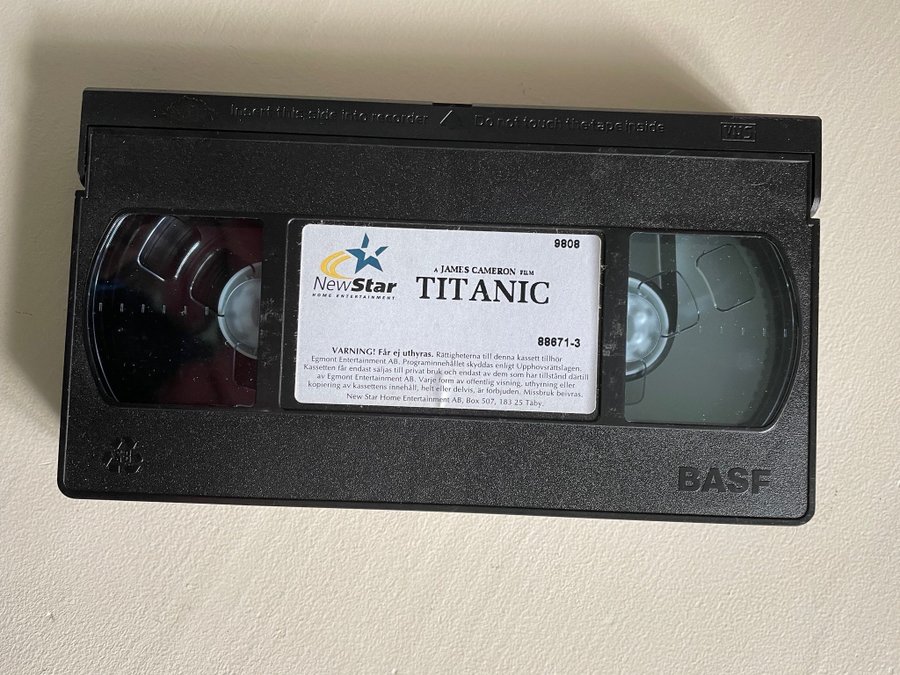 Insert this side into recorder Do not touch the tape inside VHS
9808
NewStar
HOME ENTERTAINMENT
A JAMES CAMERON FILM
TITANIC
88671-3
VARNING! Får ej uthyras. Rättigheterna till denna kassett tillhör
Egmont Entertainment AB. Programinnehållet skyddas enligt Upphovsrättslagen.
Kassetten får endast säljas till privat bruk och endast av dem som har tillstånd därtill
av Egmont Entertainment AB. Varje form av offentlig visning, uthyrning eller
kopiering av kassettens innehåll, helt eller delvis, är förbjuden. Missbruk beivras.
New Star Home Entertainment AB, Box 507, 183 25 Täby.
BASF